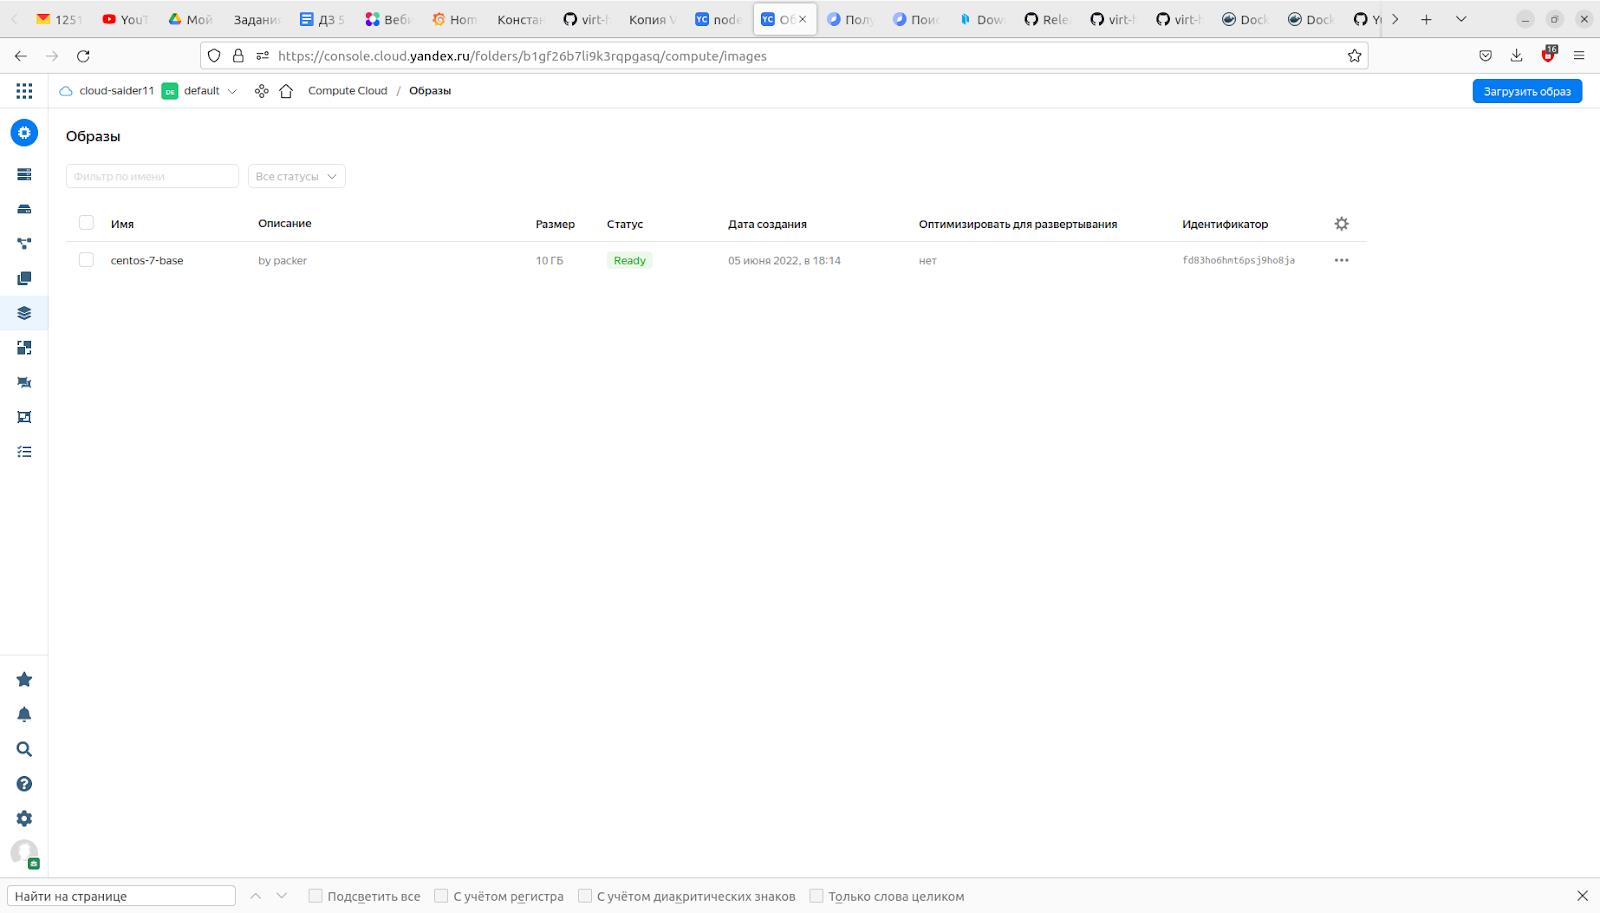 1251
YouT
Мой
Задани
ДЗ 5
Веби
Hom
Констан
virt-h
Копия V
node
Об
Полу
Поис
Dow
Rele
virt-h
virt-h
Dock
Dock
https://console.cloud.yandex.ru/folders/b1gf26b7li9k3rqpgasq/compute/images
16
cloud-saider11 DE default Compute Cloud / Образы Загрузить образ
Образы
Фильтр по имени Все статусы
Имя Описание Размер Статус Дата создания Оптимизировать для развертывания Идентификатор
centos-7-base by packer 10 ГБ Ready 05 июня 2022, в 18:14 нет fd83ho6hmt6psj9ho8ja
Найти на странице Подсветить все С учётом регистра С учётом диакритических знаков Только слова целиком